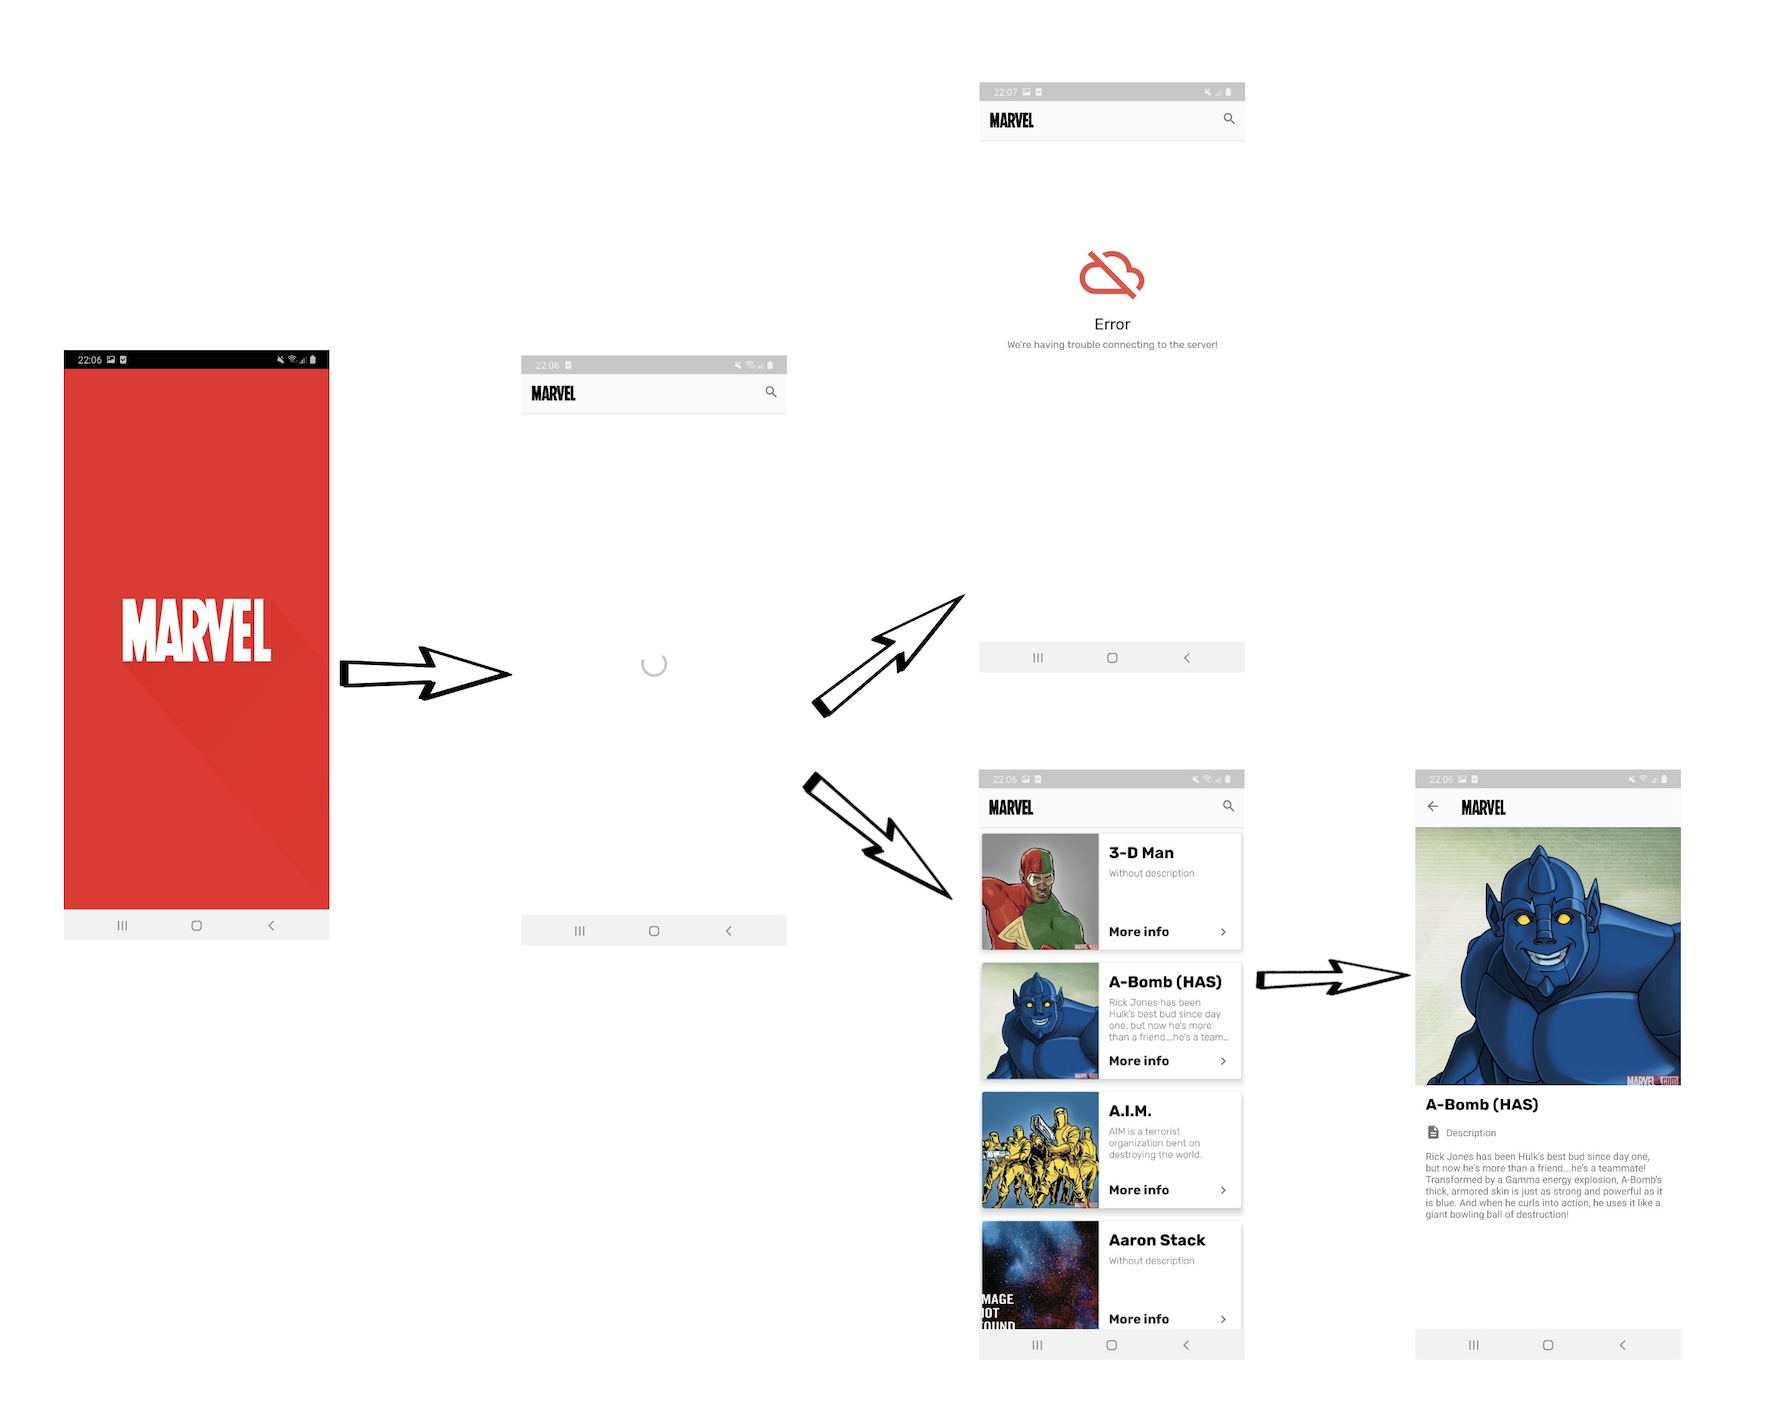 22:06
MARVEL
22:06
MARVEL
22:07
MARVEL
Error
We're having trouble connecting to the server!
22:06
MARVEL
3-D Man
Without description
More info
A-Bomb (HAS)
Rick Jones has been
Hulk's best bud since day
one, but now he's more
than a friend...he's a team...
More info
A.I.M.
AIM is a terrorist
organization bent on
destroying the world.
More info
Aaron Stack
Without description
MAGE
OT
OUND
More info
22:06
MARVEL
MARVEL.COM
A-Bomb (HAS)
Description
Rick Jones has been Hulk's best bud since day one,
but now he's more than a friend...he's a teammate!
Transformed by a Gamma energy explosion, A-Bomb's
thick, armored skin is just as strong and powerful as it
is blue. And when he curls into action, he uses it like a
giant bowling ball of destruction!